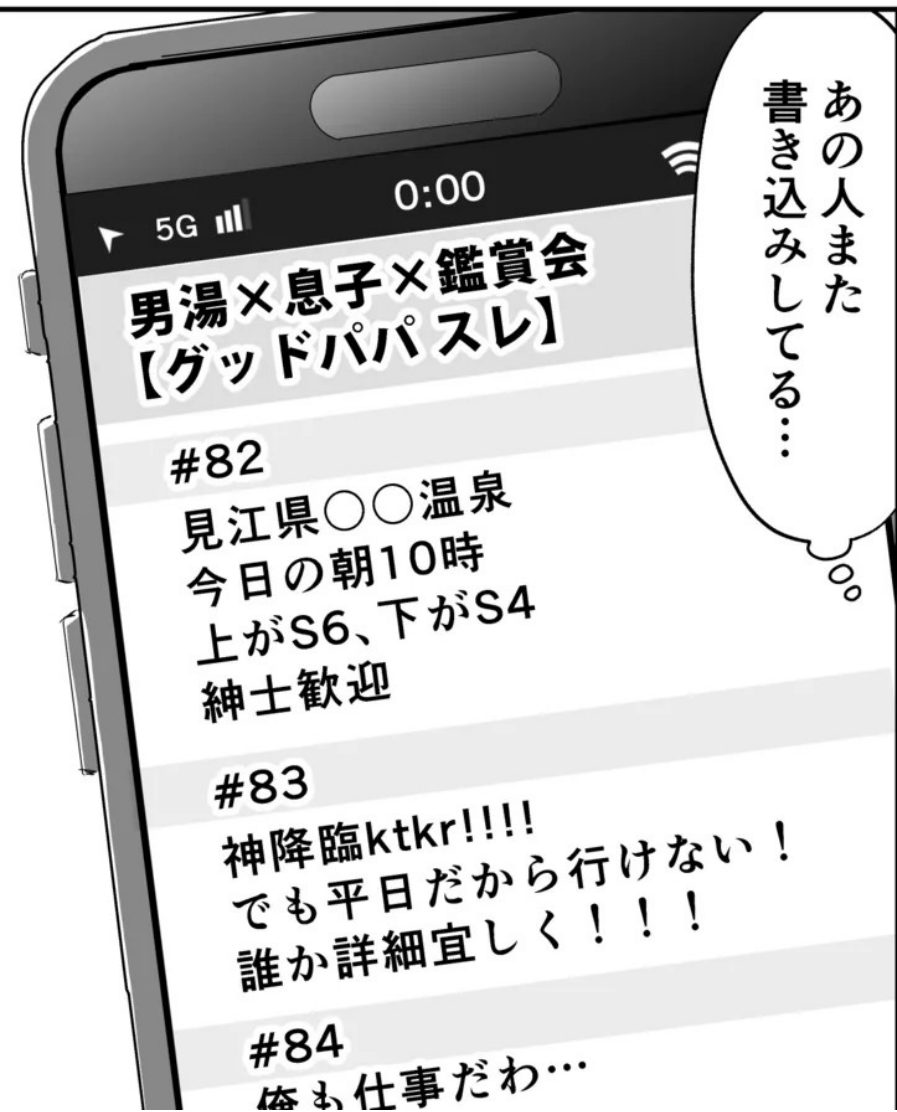 あの人また
書き込みしてる…
5G
0:00
男湯×息子×鑑賞会
【グッドパパ スレ】
#82
見江県○○温泉
今日の朝10時
上がS6、下がS4
紳士歓迎
#83
神降臨ktkr!!!!
でも平日だから行けない！
誰か詳細宜しく！！！
#84
俺も仕事だわ…